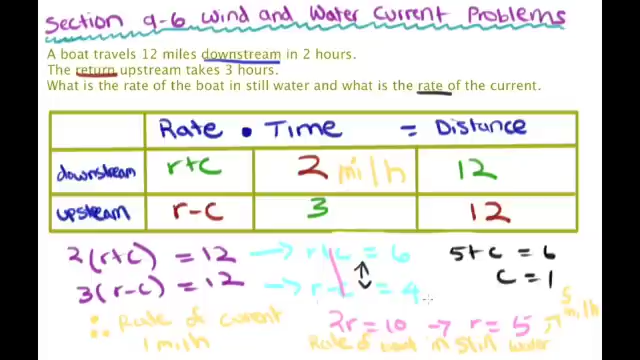 Section 9-6 Wind and Water Current Problems
A boat travels 12 miles downstream in 2 hours.
The return upstream takes 3 hours.
What is the rate of the boat in still water and what is the rate of the current.
Rate • Time = Distance
downstream r+c 2 mi/h 12
upstream r-c 3 12
2(r+c) = 12 → r+c = 6 5+c = 6
3(r-c) = 12 → r-c = 4 c = 1
∴ Rate of current 2r = 10 → r = 5 → 5 mi/h
1 mi/h Rate of boat in still water